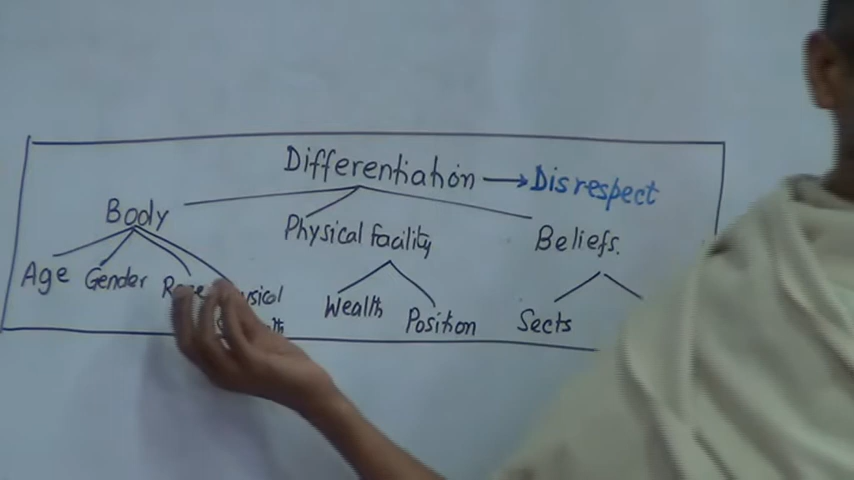 Differentiation → Disrespect
Body
Physical facility
Beliefs.
Age Gender
Wealth
Position
Sects